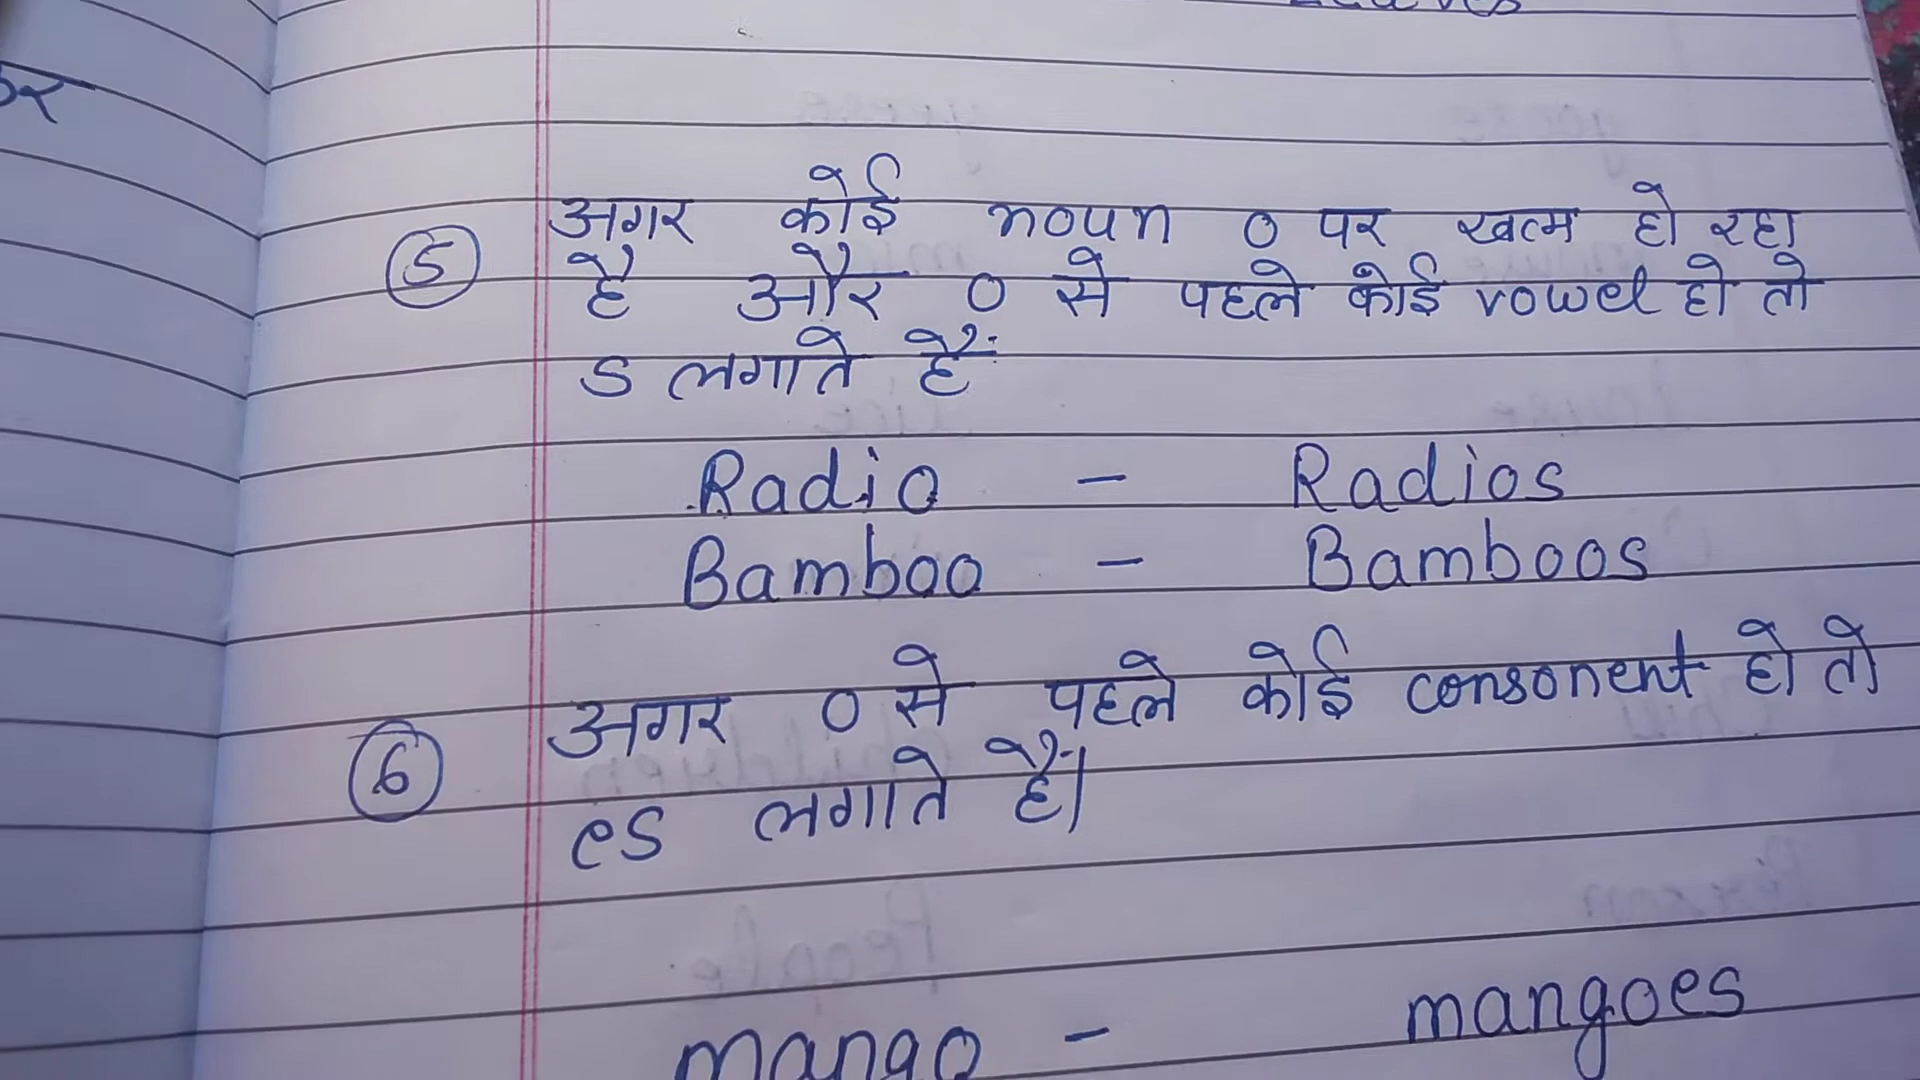 अगर कोई noun o पर खत्म हो रहा
5 है और o से पहले कोई vowel हो तो
s लगाते हैं
Radio - Radios
Bamboo - Bamboos
अगर o से पहले कोई consonent हो तो
6 es लगाते हैं।
mango - mangoes